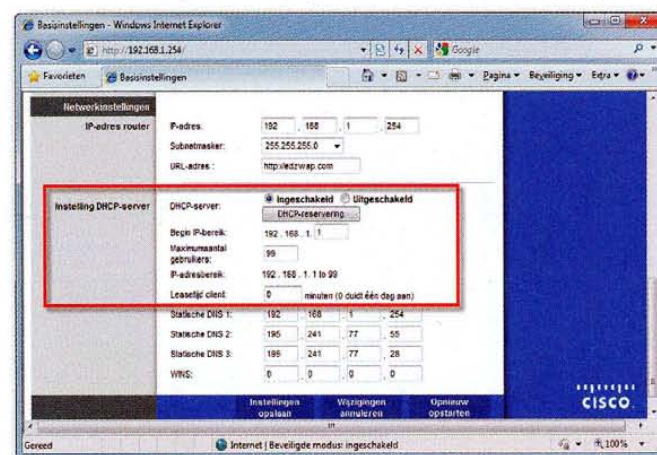 Basisinstellingen - Windows Internet Explorer
http://192.168.1.254/
Google
Favorieten
Basisinstellingen
Pagina
Beveiliging
Extra
Netwerkinstellingen
IP-adres router
IP-adres:
192 . 168 . 1 . 254
Subnetmasker:
255.255.255.0
URL-adres :
http://edzwap.com
Instelling DHCP-server
DHCP-server:
Ingeschakeld
Uitgeschakeld
DHCP-reservering
Begin IP-bereik:
192 . 168 . 1. 1
Maximumaantal
gebruikers:
99
IP-adresbereik:
192 . 168 . 1. 1 to 99
Leasetijd client:
0 minuten (0 duidt één dag aan)
Statische DNS 1:
192 . 168 . 1 . 254
Statische DNS 2:
195 . 241 . 77 . 55
Statische DNS 3:
195 . 241 . 77 . 28
WINS:
0 . 0 . 0 . 0
Instellingen
opslaan
Wijzigingen
annuleren
Opnieuw
opstarten
CISCO
Gereed
Internet | Beveiligde modus: ingeschakeld
100%